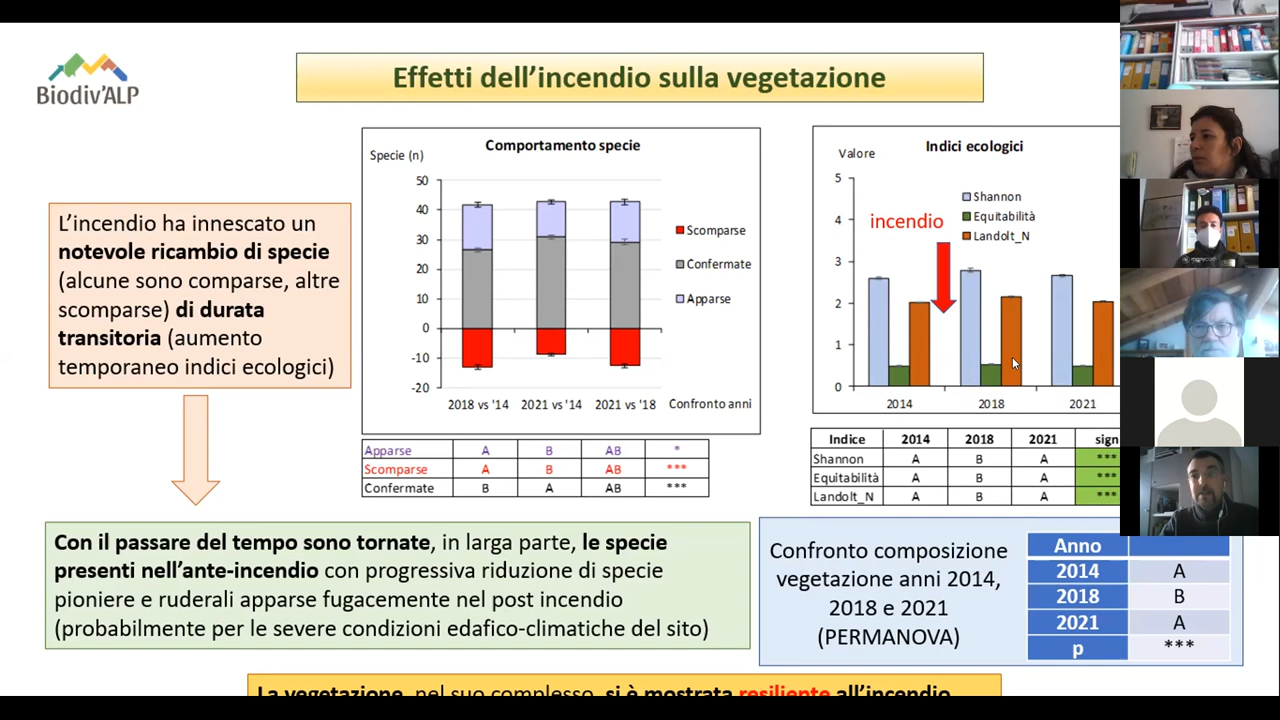 Biodiv'ALP
Effetti dell'incendio sulla vegetazione
L'incendio ha innescato un
notevole ricambio di specie
(alcune sono comparse, altre
scomparse) di durata
transitoria (aumento
temporaneo indici ecologici)
Comportamento specie
Specie (n)
50
40
30
20
10
0
-10
-20
2018 vs '14 2021 vs '14 2021 vs '18 Confronto anni
Scomparse
Confermate
Apparse
Apparse A B AB *
Scomparse A B AB ***
Confermate B A AB ***
Indici ecologici
Valore
5
4
3
2
1
0
incendio
Shannon
Equitabilità
Landolt_N
2014 2018 2021
Indice 2014 2018 2021 sign
Shannon A B A ***
Equitabilità A B A ***
Landolt_N A B A ***
Con il passare del tempo sono tornate, in larga parte, le specie
presenti nell'ante-incendio con progressiva riduzione di specie
pioniere e ruderali apparse fugacemente nel post incendio
(probabilmente per le severe condizioni edafico-climatiche del sito)
Confronto composizione
vegetazione anni 2014,
2018 e 2021
(PERMANOVA)
Anno
2014 A
2018 B
2021 A
p ***
La vegetazione, nel suo complesso, si è mostrata resiliente all'incendio